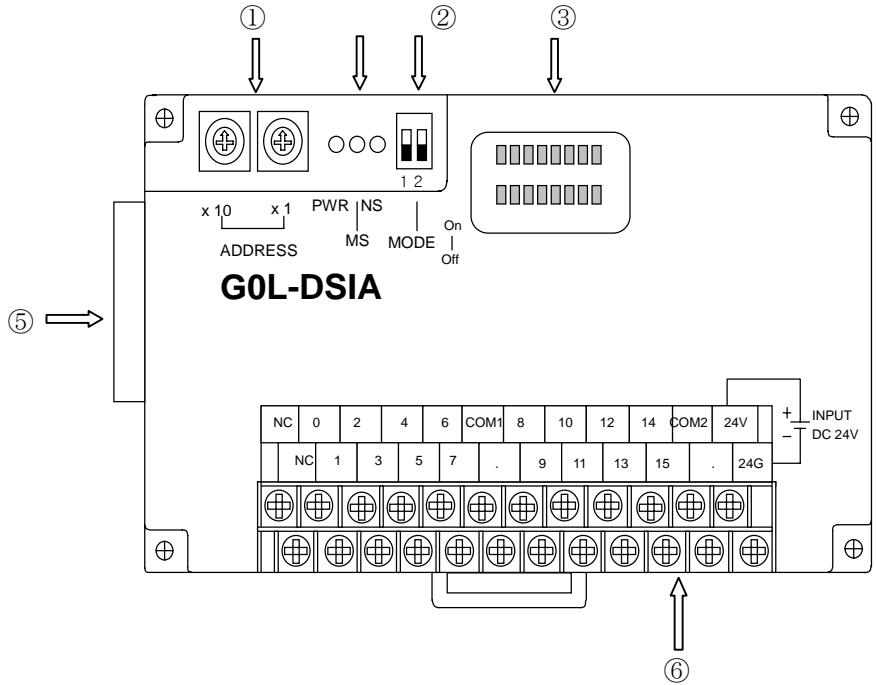 ① ② ③
1 2
x 10 x 1 PWR NS On
ADDRESS MS MODE Off
G0L-DSIA
⑤
NC 0 2 4 6 COM1 8 10 12 14 COM2 24V + INPUT
− DC 24V
NC 1 3 5 7 . 9 11 13 15 . 24G
⑥